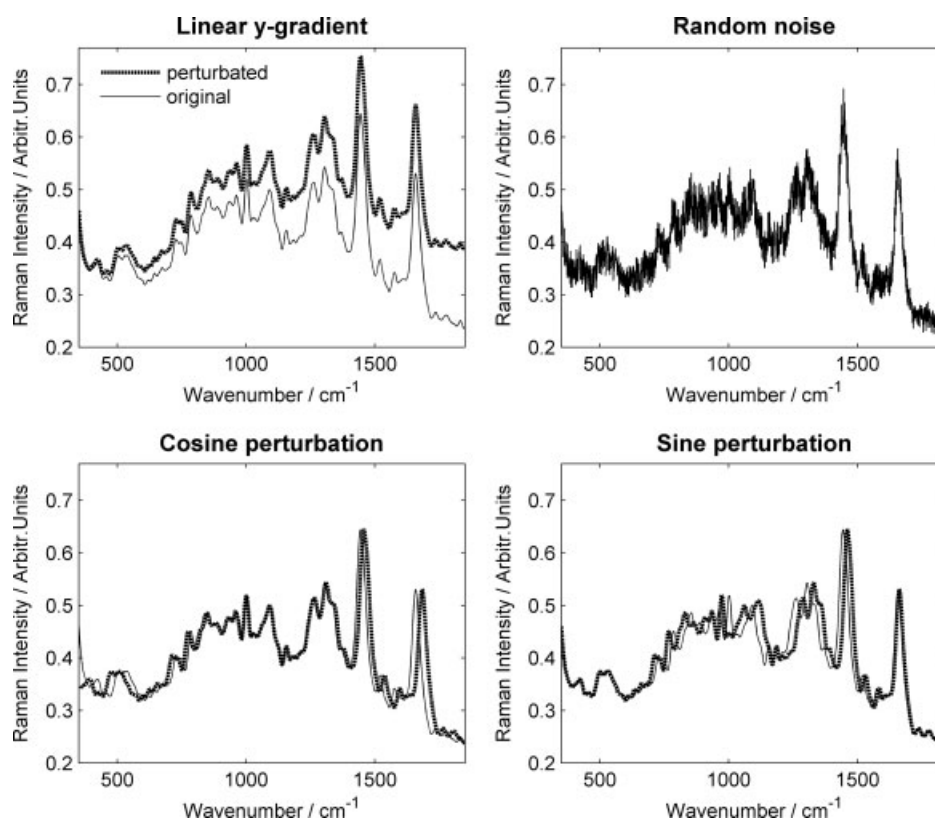 Linear y-gradient
perturbated
original
0.7
0.6
0.5
0.4
0.3
0.2
Raman Intensity / Arbitr.Units
500
1000
1500
Wavenumber / cm⁻¹
Random noise
0.7
0.6
0.5
0.4
0.3
0.2
Raman Intensity / Arbitr.Units
500
1000
1500
Wavenumber / cm⁻¹
Cosine perturbation
0.7
0.6
0.5
0.4
0.3
0.2
Raman Intensity / Arbitr.Units
500
1000
1500
Wavenumber / cm⁻¹
Sine perturbation
0.7
0.6
0.5
0.4
0.3
0.2
Raman Intensity / Arbitr.Units
500
1000
1500
Wavenumber / cm⁻¹